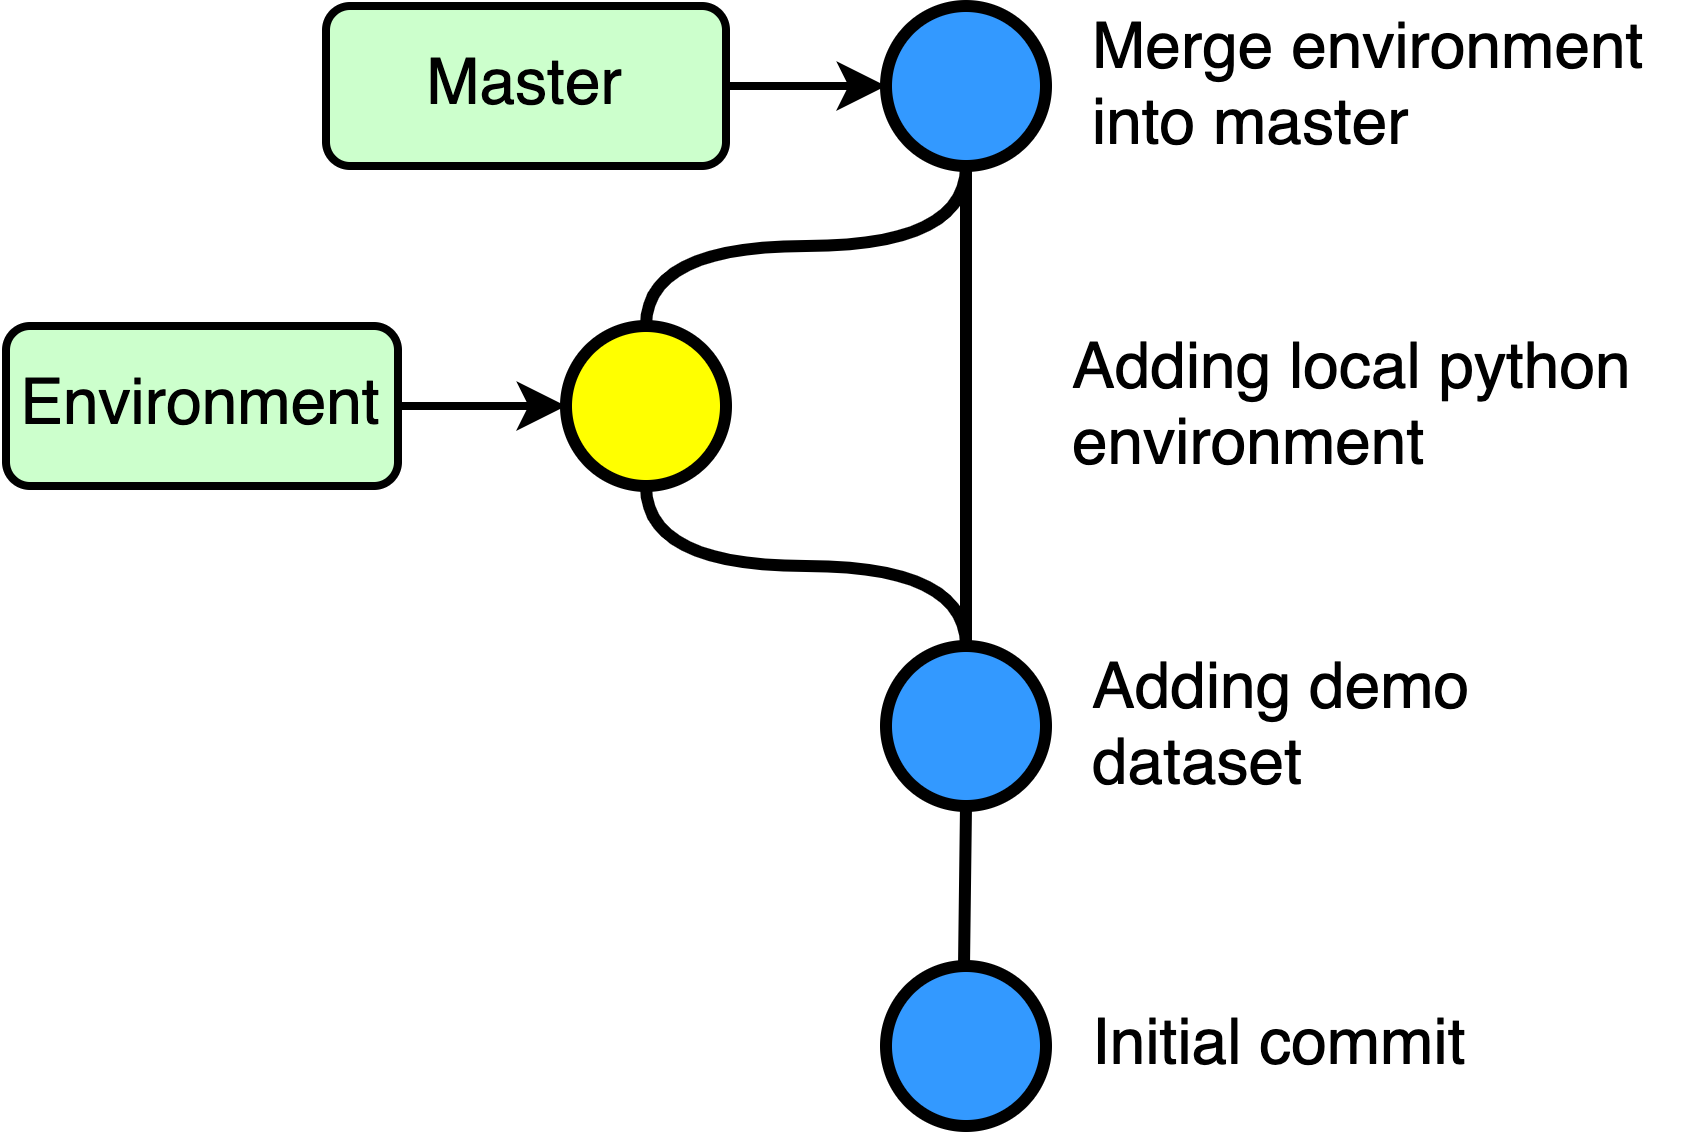 Master
Merge environment
into master
Environment
Adding local python
environment
Adding demo
dataset
Initial commit